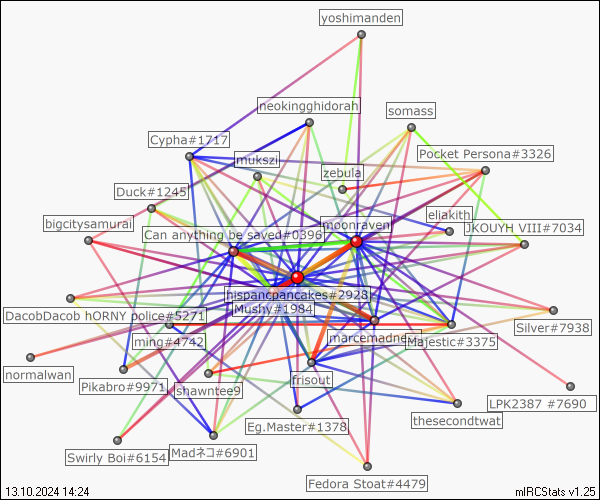 yoshimanden
neokingghidorah
somass
Cypha#1717
mukszi
Pocket Persona#3326
zebula
Duck#1245
eliakith
bigcitysamurai
moonraven
JKOUYH VIII#7034
Can anything be saved#0396
hispancpancakes#2928
DacobDacob hORNY police#5271
Mushy#1984
Silver#7938
ming#4742
marcemadne
Majestic#3375
normalwan
Pikabro#9971
shawntee9
frisout
LPK2387 #7690
thesecondtwat
Eg.Master#1378
Swirly Boi#6154
Madネコ#6901
Fedora Stoat#4479
13.10.2024 14:24
mIRCStats v1.25